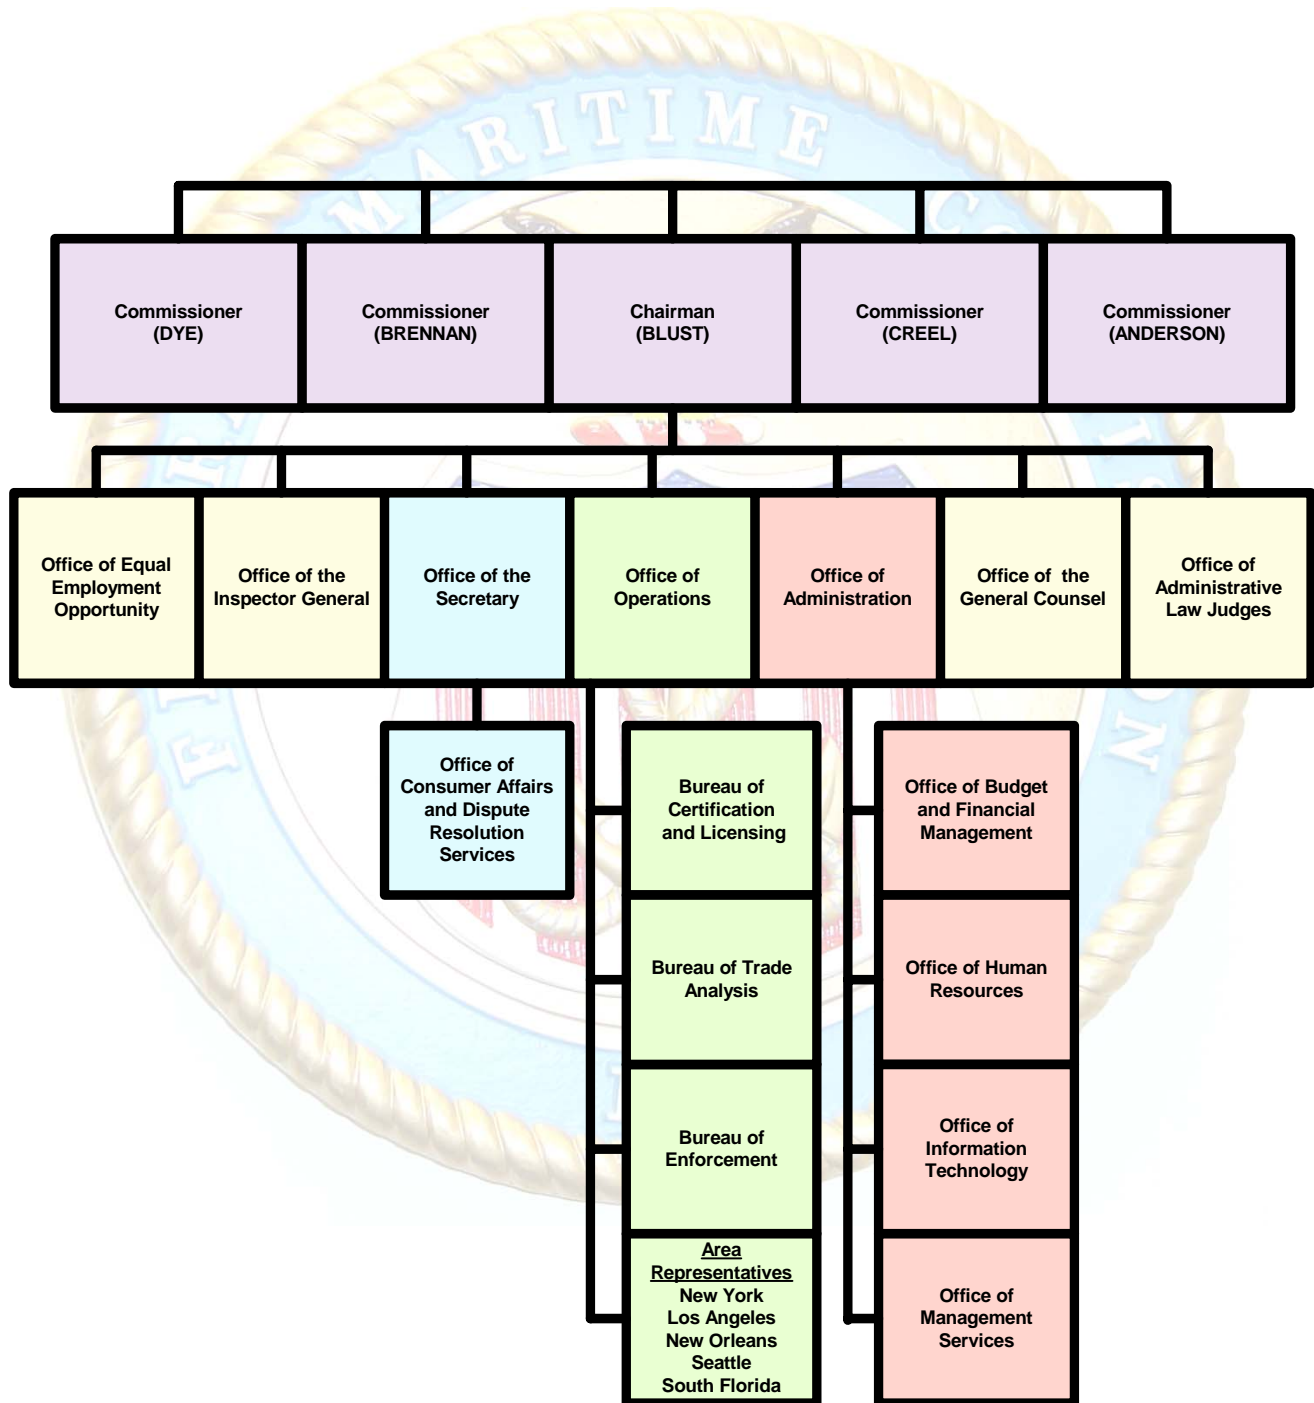 MARITIME
Commissioner
(DYE)
Commissioner
(BRENNAN)
Chairman
(BLUST)
Commissioner
(CREEL)
Commissioner
(ANDERSON)
Office of Equal
Employment
Opportunity
Office of the
Inspector General
Office of the
Secretary
Office of
Operations
Office of
Administration
Office of  the
General Counsel
Office of
Administrative
Law Judges
Office of
Consumer Affairs
and Dispute
Resolution
Services
Bureau of
Certification
and Licensing
Bureau of Trade
Analysis
Bureau of
Enforcement
Area
Representatives
New York
Los Angeles
New Orleans
Seattle
South Florida
Office of Budget
and Financial
Management
Office of Human
Resources
Office of
Information
Technology
Office of
Management
Services